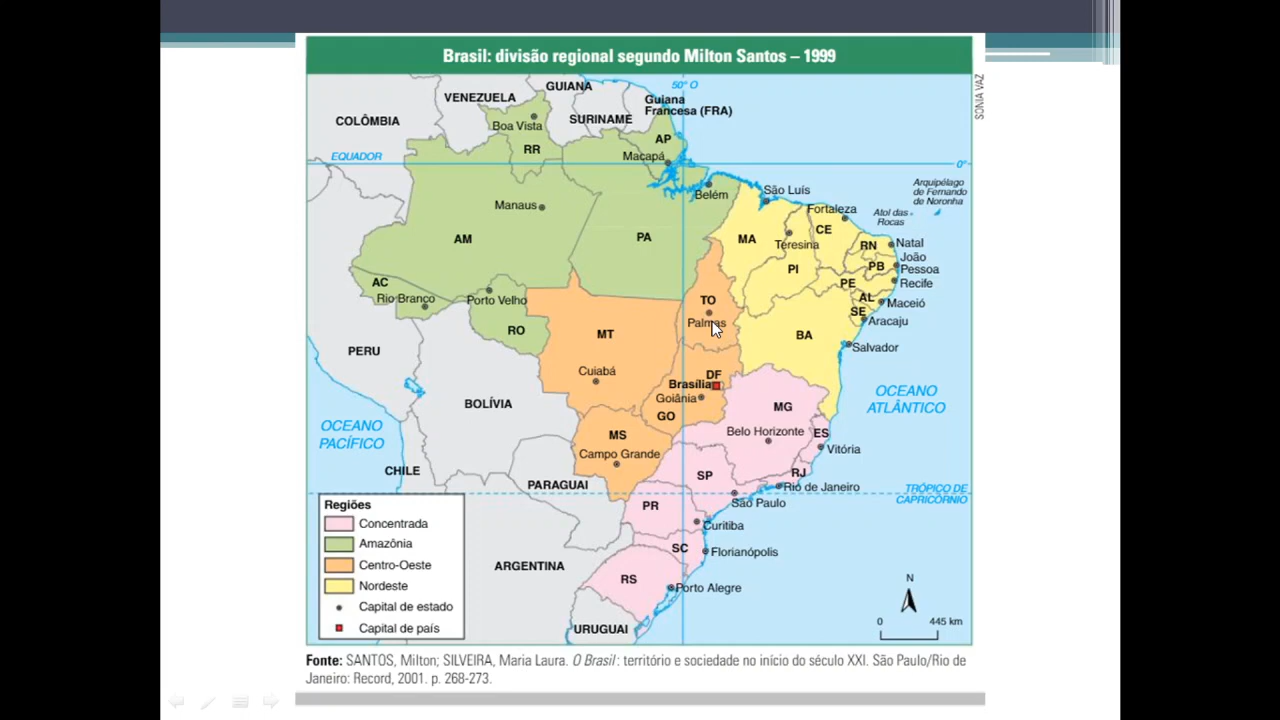 Brasil: divisão regional segundo Milton Santos – 1999
SONIA VAZ
50° O
GUIANA
VENEZUELA
Guiana
Francesa (FRA)
COLÔMBIA
SURINAME
Boa Vista
AP
RR
Macapá
EQUADOR
0°
Arquipélago
de Fernando
de Noronha
São Luís
Belém
Manaus
Fortaleza
Atol das
Rocas
AM
PA
MA
CE
Teresina
RN
Natal
João
Pessoa
PI
PB
AC
Rio Branco
Porto Velho
PE
Recife
TO
AL
Maceió
SE
Aracaju
Palmas
RO
MT
BA
PERU
Salvador
Cuiabá
DF
Brasília
Goiânia
OCEANO
ATLÂNTICO
BOLÍVIA
GO
MG
OCEANO
PACÍFICO
MS
Belo Horizonte
ES
Vitória
Campo Grande
CHILE
SP
RJ
Rio de Janeiro
PARAGUAI
TRÓPICO DE
CAPRICÓRNIO
São Paulo
PR
Curitiba
SC
Florianópolis
ARGENTINA
RS
Porto Alegre
URUGUAI
Regiões
Concentrada
Amazônia
Centro-Oeste
Nordeste
Capital de estado
Capital de país
N
0 445 km
Fonte: SANTOS, Milton; SILVEIRA, Maria Laura. O Brasil: território e sociedade no início do século XXI. São Paulo/Rio de
Janeiro: Record, 2001. p. 268-273.